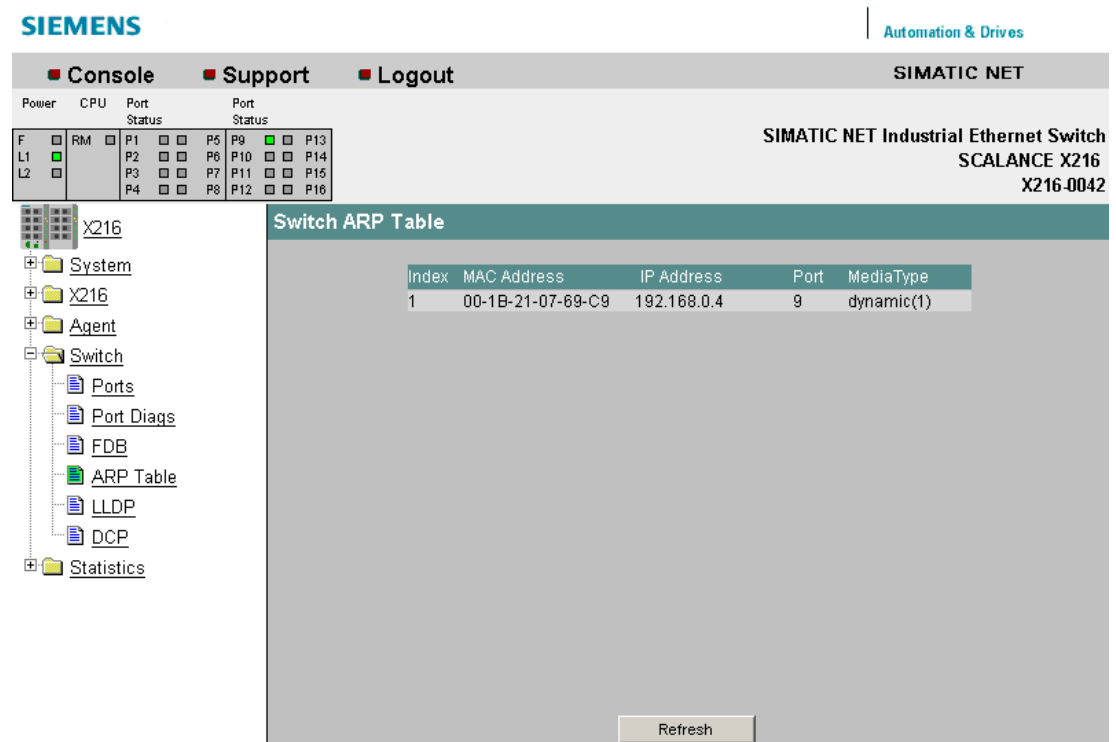 SIEMENS
Automation & Drives
Console Support Logout SIMATIC NET
Power CPU Port Status Port Status
F RM P1 P5 P9 P13
L1 P2 P6 P10 P14
L2 P3 P7 P11 P15
P4 P8 P12 P16
SIMATIC NET Industrial Ethernet Switch
SCALANCE X216
X216-0042
X216
System
X216
Agent
Switch
Ports
Port Diags
FDB
ARP Table
LLDP
DCP
Statistics
Switch ARP Table
Index MAC Address IP Address Port MediaType
1 00-1B-21-07-69-C9 192.168.0.4 9 dynamic(1)
Refresh